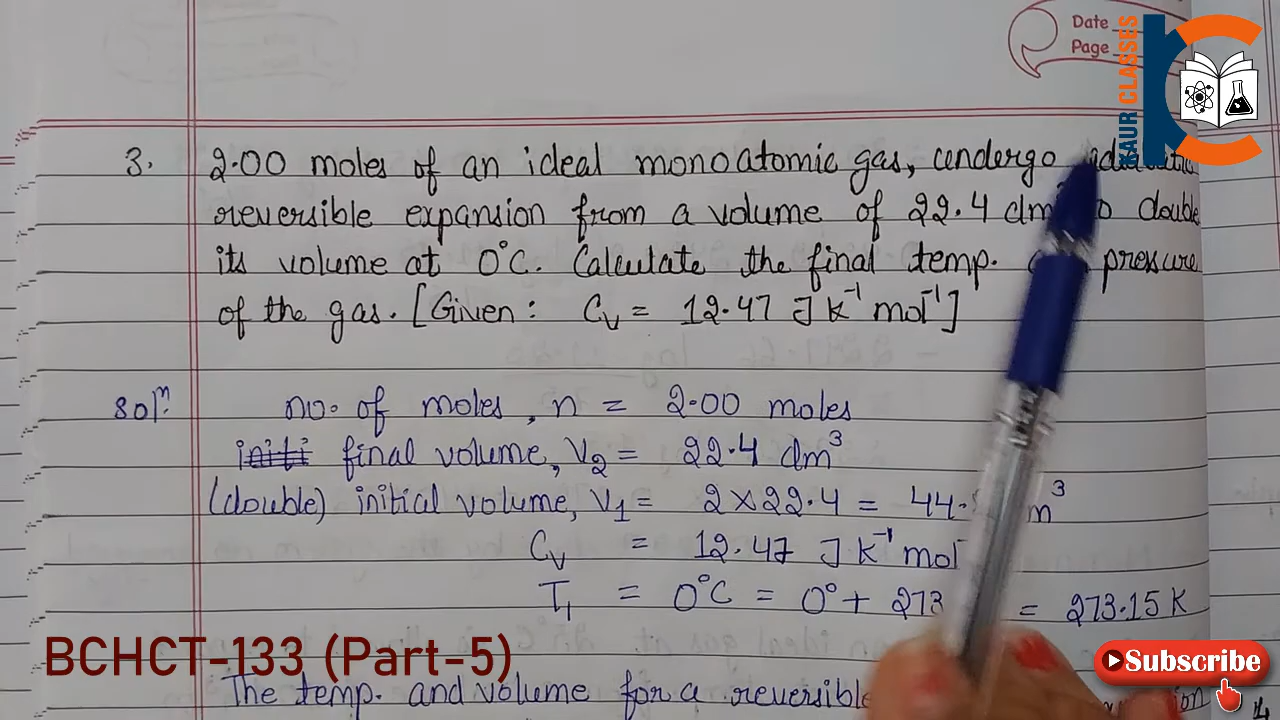 Date
Page
GAUR CLASSES
3. 2.00 moles of an ideal monoatomic gas, undergo
reversible expansion from a volume of 22.4 dm double
its volume at 0°C. Calculate the final temp. pressure
of the gas. [Given: Cv = 12.47 J K⁻¹ mol⁻¹]
Solⁿ: no. of moles, n = 2.00 moles
final volume, V₂ = 22.4 dm³
(double) initial volume, V₁ = 2×22.4 = 44. m³
Cv = 12.47 J K⁻¹ mol
T₁ = 0°C = 0° + 273 = 273.15 K
BCHCT-133 (Part-5)
Subscribe
The temp. and volume for a reversible